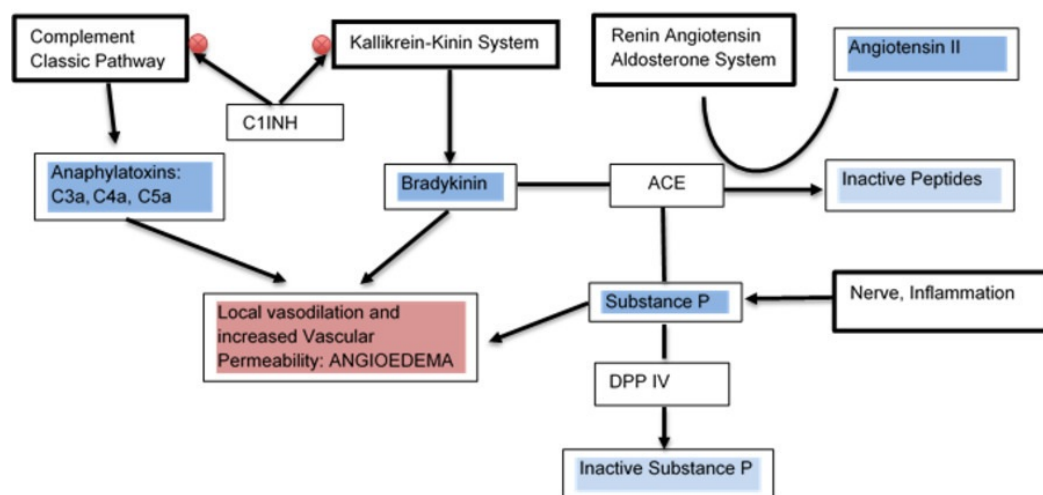 Complement
Classic Pathway
Kallikrein-Kinin System
Renin Angiotensin
Aldosterone System
Angiotensin II
C1INH
Anaphylatoxins:
C3a, C4a, C5a
Bradykinin
ACE
Inactive Peptides
Local vasodilation and
increased Vascular
Permeability: ANGIOEDEMA
Substance P
Nerve, Inflammation
DPP IV
Inactive Substance P